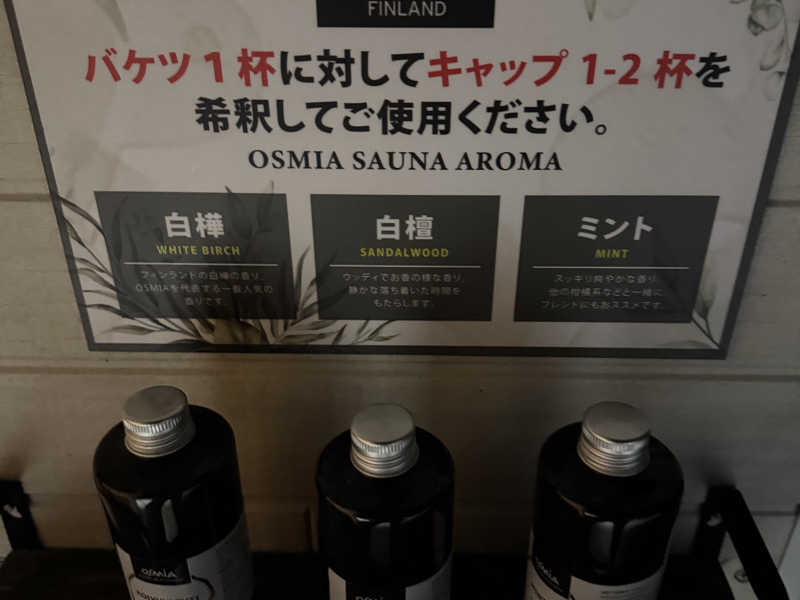 FINLAND
バケツ1杯に対してキャップ 1-2 杯を
希釈してご使用ください。
OSMIA SAUNA AROMA
白樺
WHITE BIRCH
フィンランドの白樺の香り。
OSMIAを代表する一番人気の
香りです。
白檀
SANDALWOOD
ウッディでお香の様な香り。
静かな落ち着いた時間を
もたらします。
ミント
MINT
スッキリ爽やかな香り。
他の柑橘系などと一緒に
ブレンドにもおススメです。
OSMIA
OSMIA